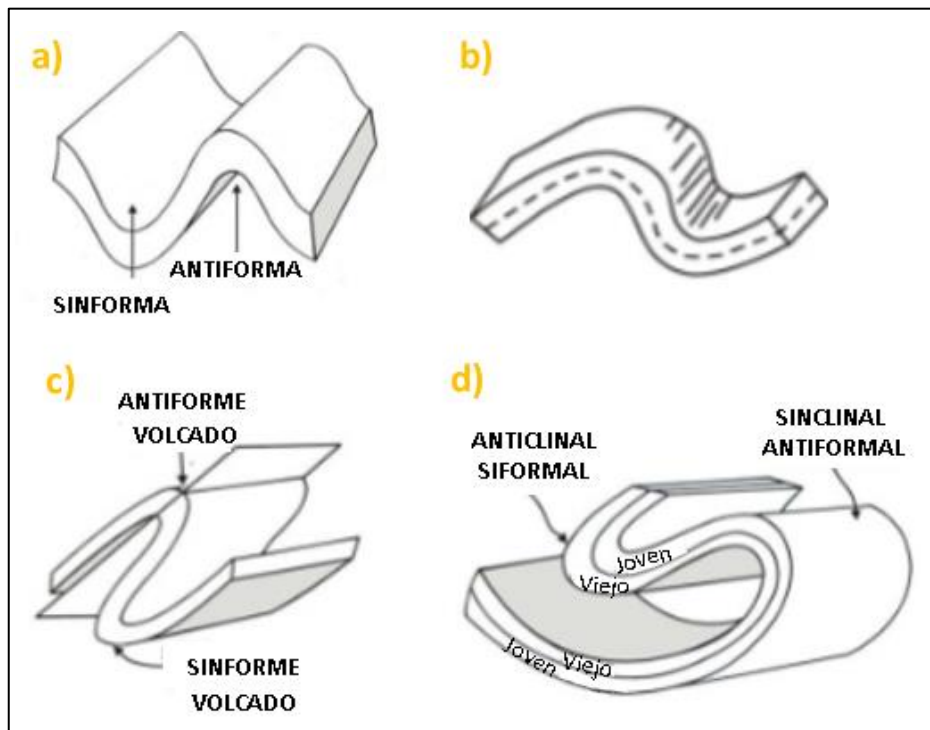 a)
ANTIFORMA
SINFORMA
b)
c)
ANTIFORME
VOLCADO
SINFORME
VOLCADO
d)
ANTICLINAL
SIFORMAL
SINCLINAL
ANTIFORMAL
Joven
Viejo
Joven Viejo